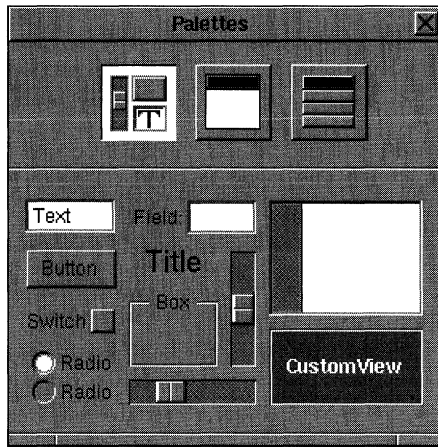 Palettes
T
Text
Field:
Button
Title
Switch
Box
Radio
Radio
CustomView